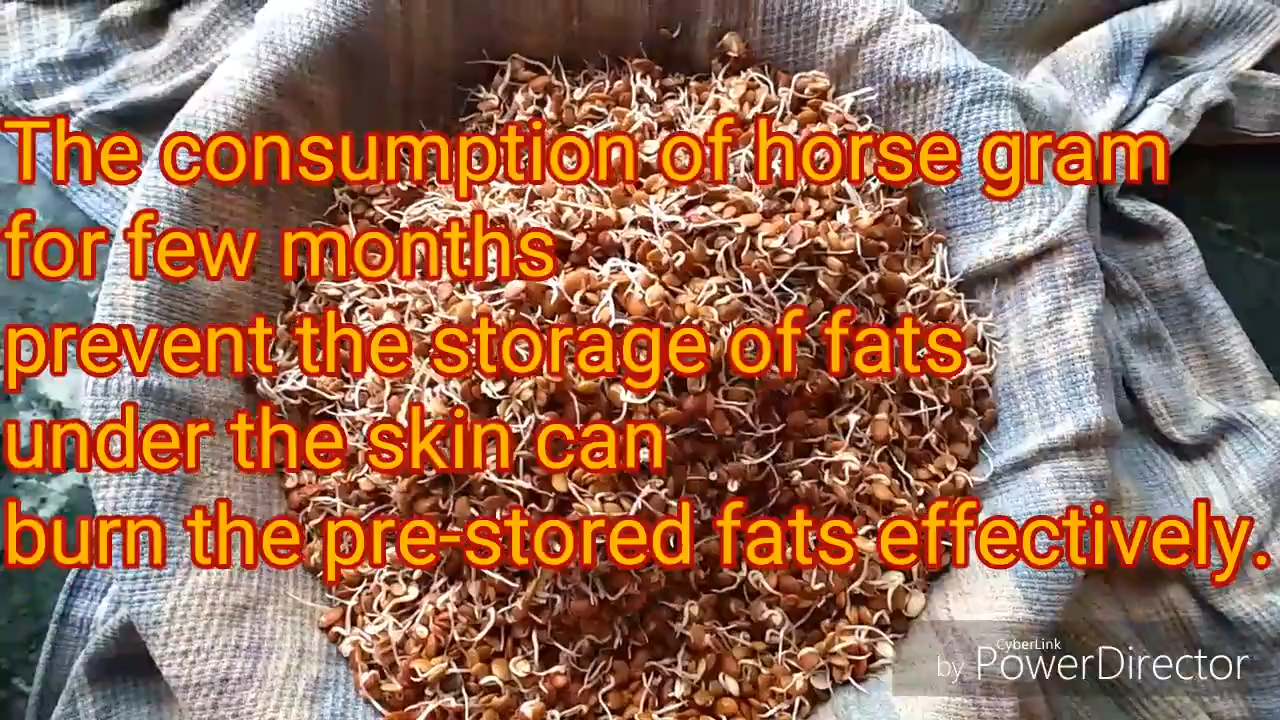 The consumption of horse gram
for few months
prevent the storage of fats
under the skin can
burn the pre-stored fats effectively.
CyberLink
by PowerDirector